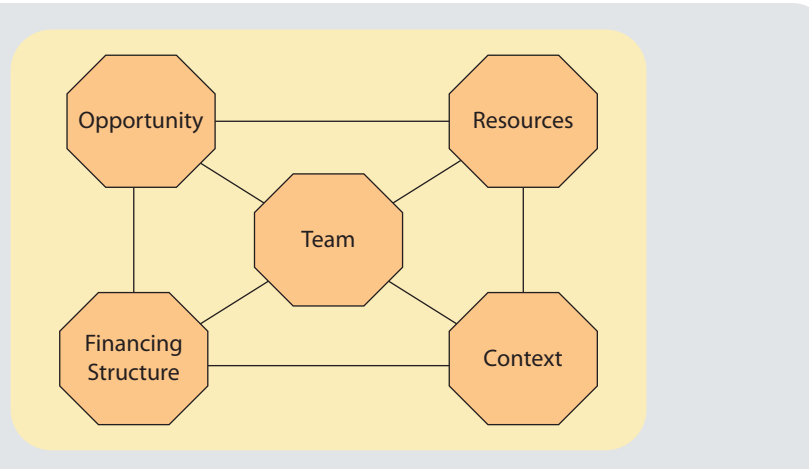 Opportunity
Resources
Team
Financing
Structure
Context